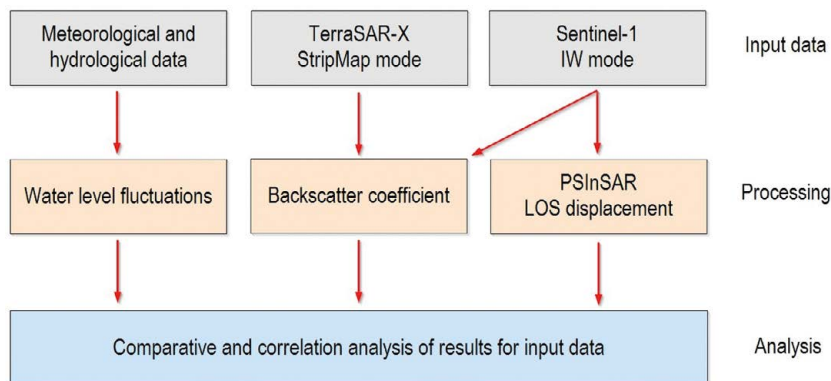 Meteorological and
hydrological data
TerraSAR-X
StripMap mode
Sentinel-1
IW mode
Input data
Water level fluctuations
Backscatter coefficient
PSInSAR
LOS displacement
Processing
Comparative and correlation analysis of results for input data
Analysis